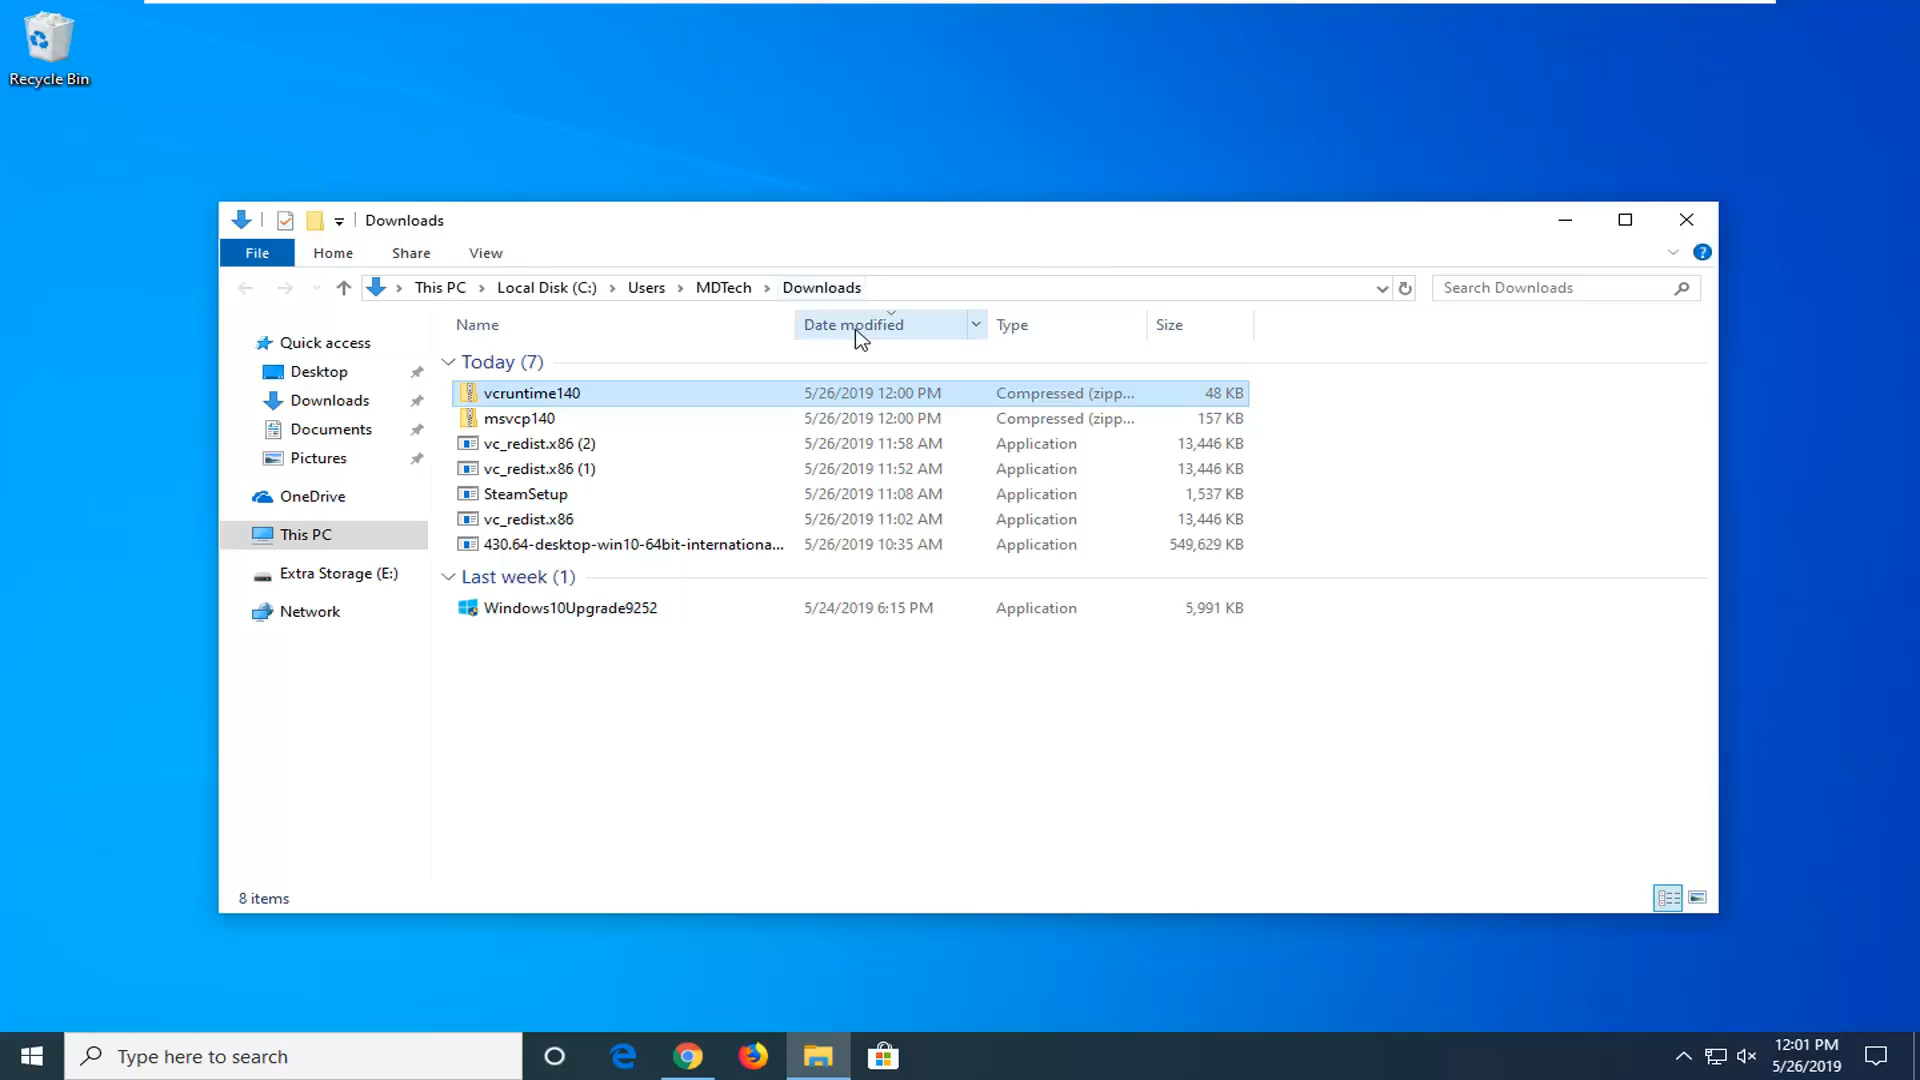 Recycle Bin
Downloads
File Home Share View
This PC Local Disk (C:) Users MDTech Downloads
Search Downloads
Name Date modified Type Size
Quick access
Desktop
Downloads
Documents
Pictures
OneDrive
This PC
Extra Storage (E:)
Network
Today (7)
vcruntime140 5/26/2019 12:00 PM Compressed (zipp... 48 KB
msvcp140 5/26/2019 12:00 PM Compressed (zipp... 157 KB
vc_redist.x86 (2) 5/26/2019 11:58 AM Application 13,446 KB
vc_redist.x86 (1) 5/26/2019 11:52 AM Application 13,446 KB
SteamSetup 5/26/2019 11:08 AM Application 1,537 KB
vc_redist.x86 5/26/2019 11:02 AM Application 13,446 KB
430.64-desktop-win10-64bit-internationa... 5/26/2019 10:35 AM Application 549,629 KB
Last week (1)
Windows10Upgrade9252 5/24/2019 6:15 PM Application 5,991 KB
8 items
Type here to search
12:01 PM
5/26/2019